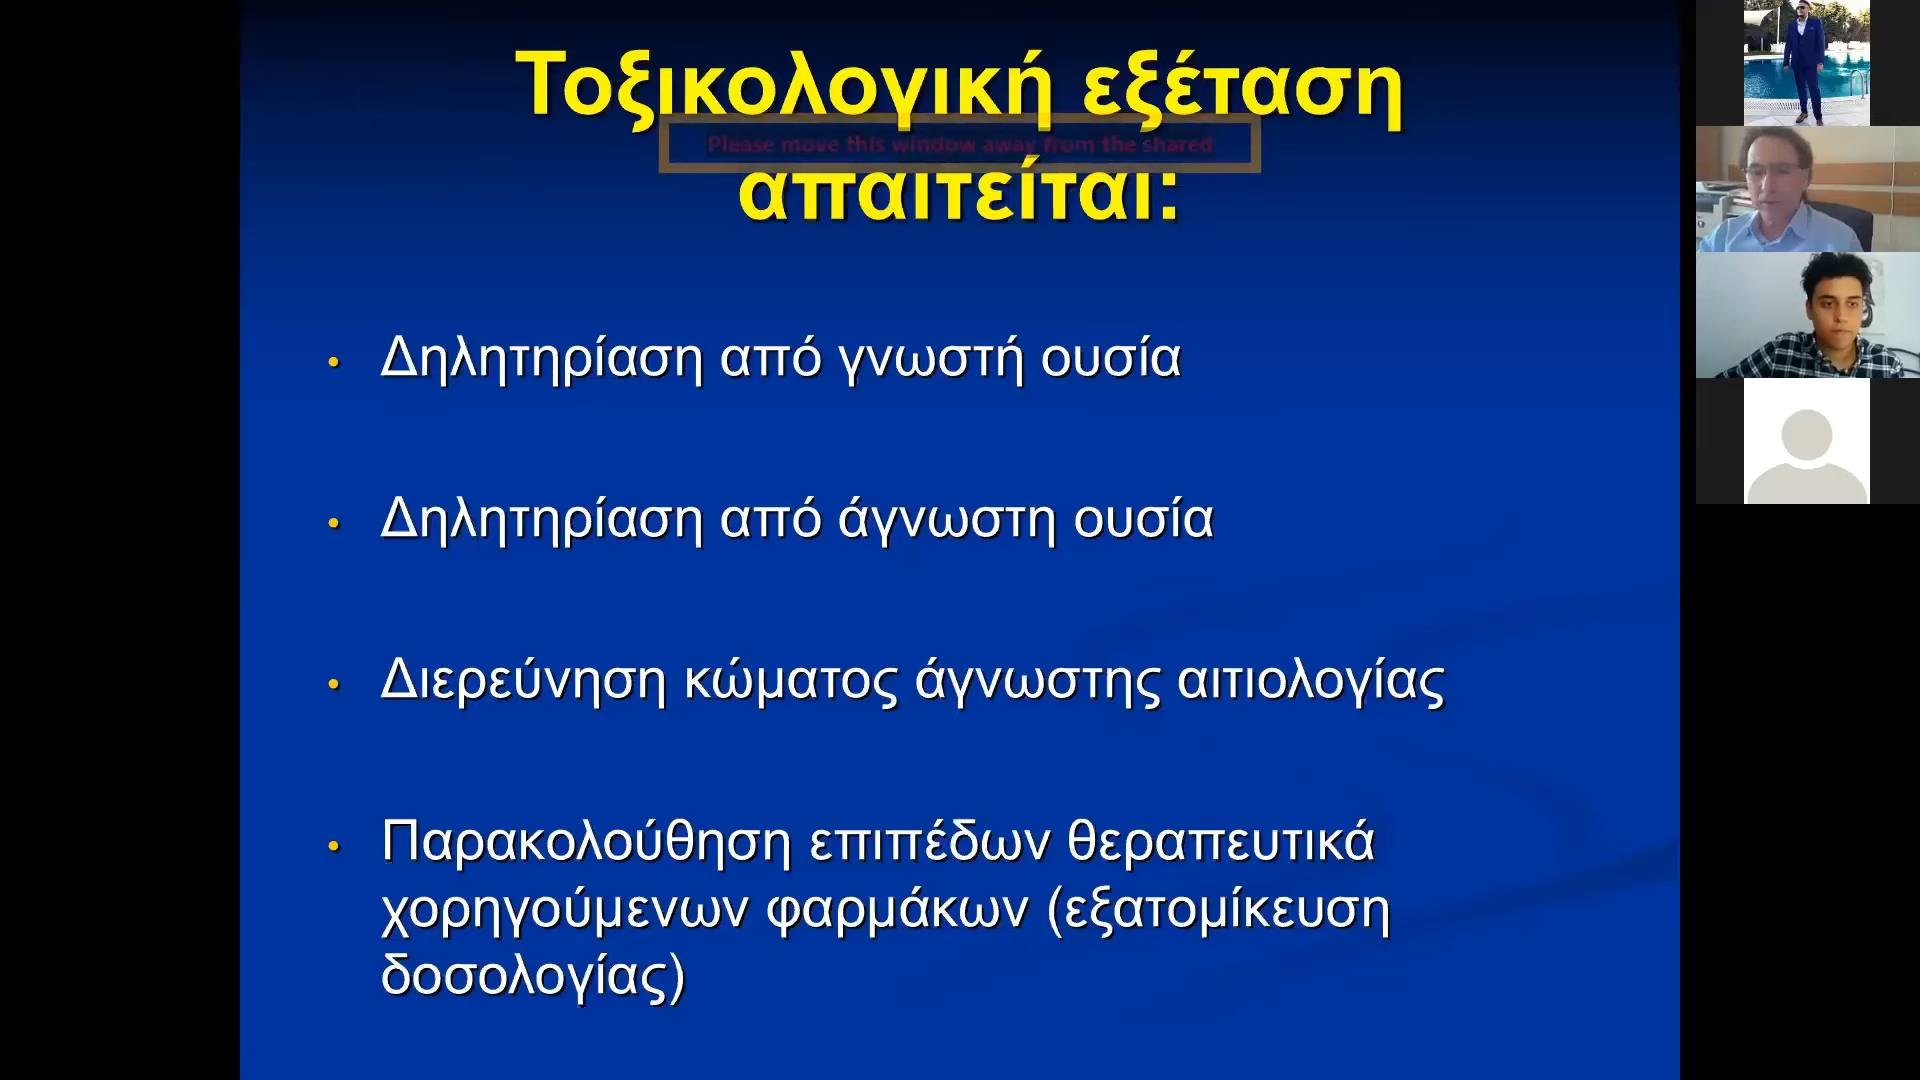 Τοξικολογική εξέταση
Please move this window away from the shared
απαιτείται:
• Δηλητηρίαση από γνωστή ουσία
• Δηλητηρίαση από άγνωστη ουσία
• Διερεύνηση κώματος άγνωστης αιτιολογίας
• Παρακολούθηση επιπέδων θεραπευτικά
χορηγούμενων φαρμάκων (εξατομίκευση
δοσολογίας)